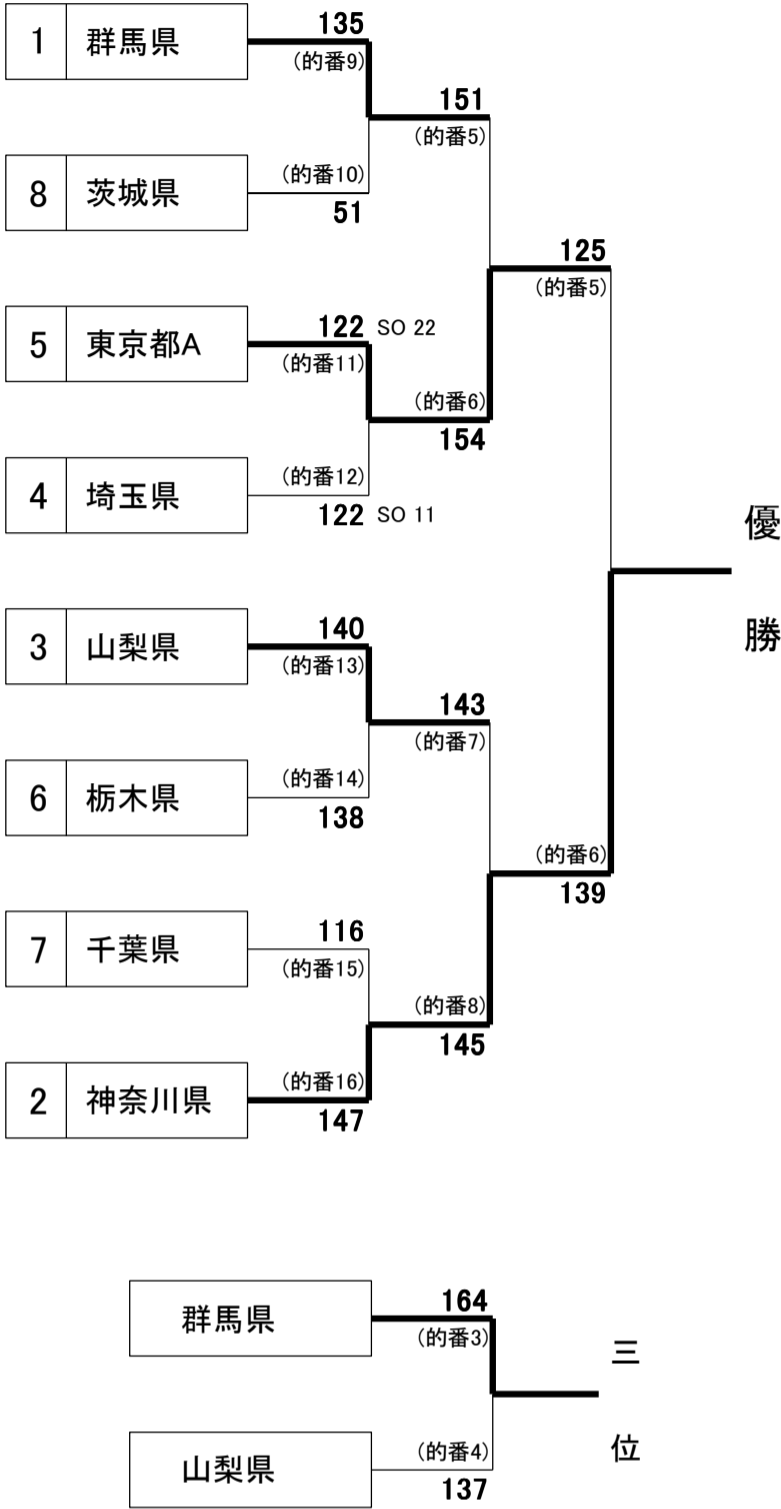 1 群馬県 135
(的番9)
151
(的番5)
8 茨城県 (的番10)
51
125
(的番5)
5 東京都A 122 SO 22
(的番11)
(的番6)
154
4 埼玉県 (的番12)
122 SO 11
優
勝
3 山梨県 140
(的番13)
143
(的番7)
6 栃木県 (的番14)
138
(的番6)
139
7 千葉県 116
(的番15)
(的番8)
145
2 神奈川県 (的番16)
147
群馬県 164
(的番3)
三
位
山梨県 (的番4)
137